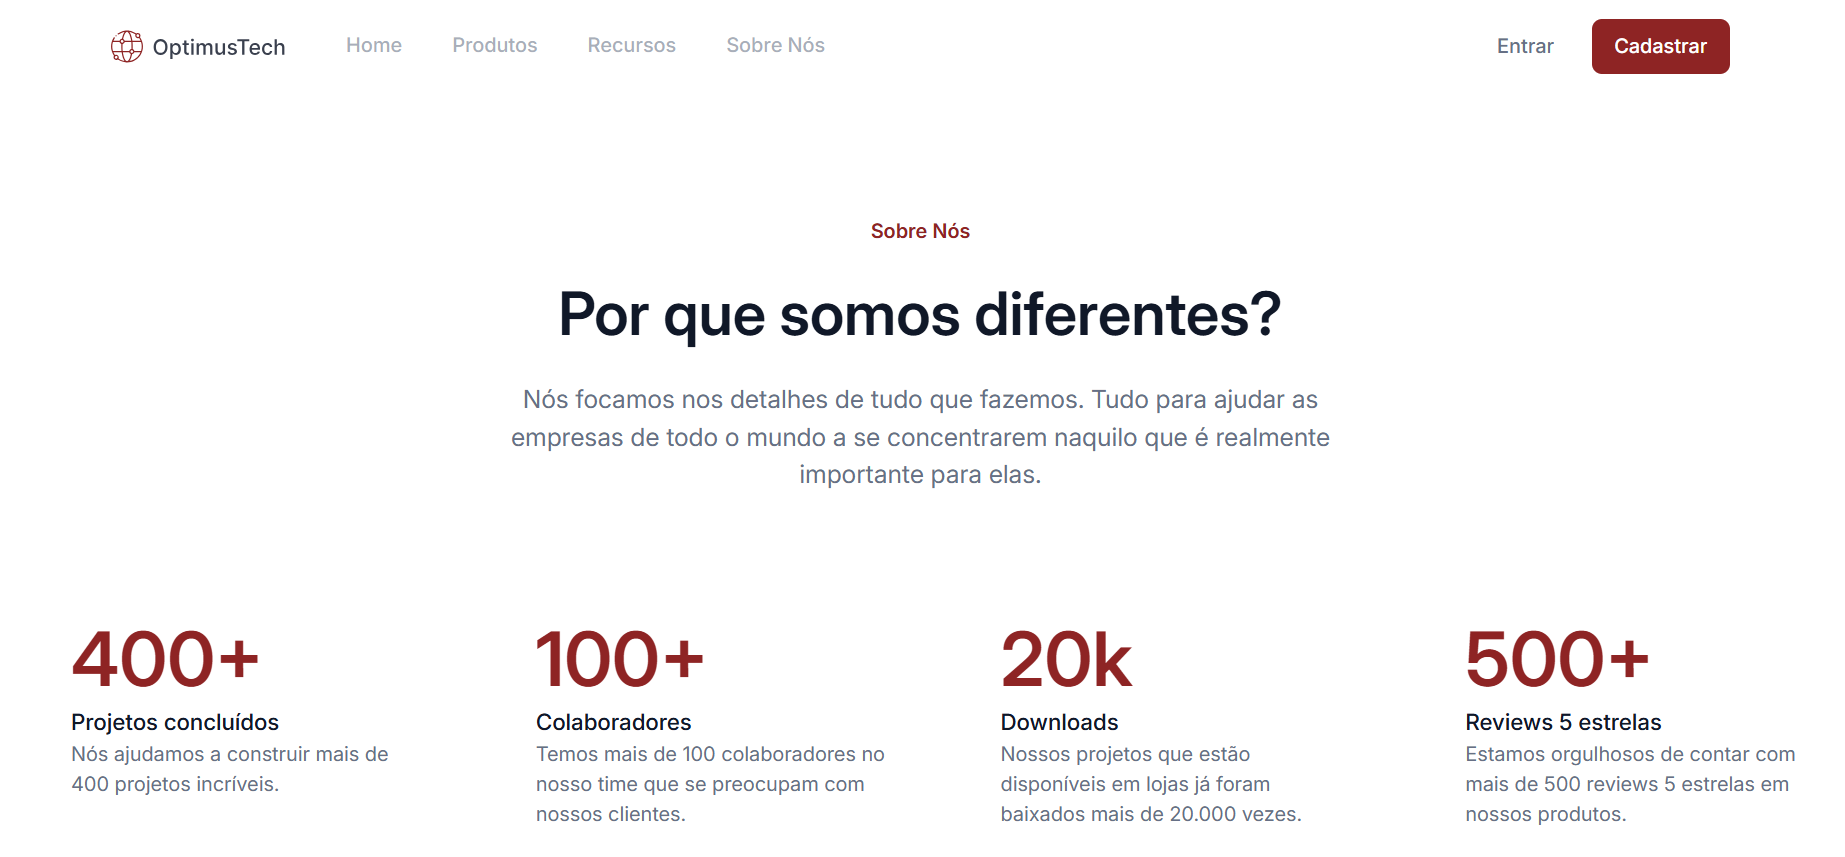 OptimusTech
Home
Produtos
Recursos
Sobre Nós
Entrar
Cadastrar
Sobre Nós
Por que somos diferentes?
Nós focamos nos detalhes de tudo que fazemos. Tudo para ajudar as
empresas de todo o mundo a se concentrarem naquilo que é realmente
importante para elas.
400+
Projetos concluídos
Nós ajudamos a construir mais de
400 projetos incríveis.
100+
Colaboradores
Temos mais de 100 colaboradores no
nosso time que se preocupam com
nossos clientes.
20k
Downloads
Nossos projetos que estão
disponíveis em lojas já foram
baixados mais de 20.000 vezes.
500+
Reviews 5 estrelas
Estamos orgulhosos de contar com
mais de 500 reviews 5 estrelas em
nossos produtos.